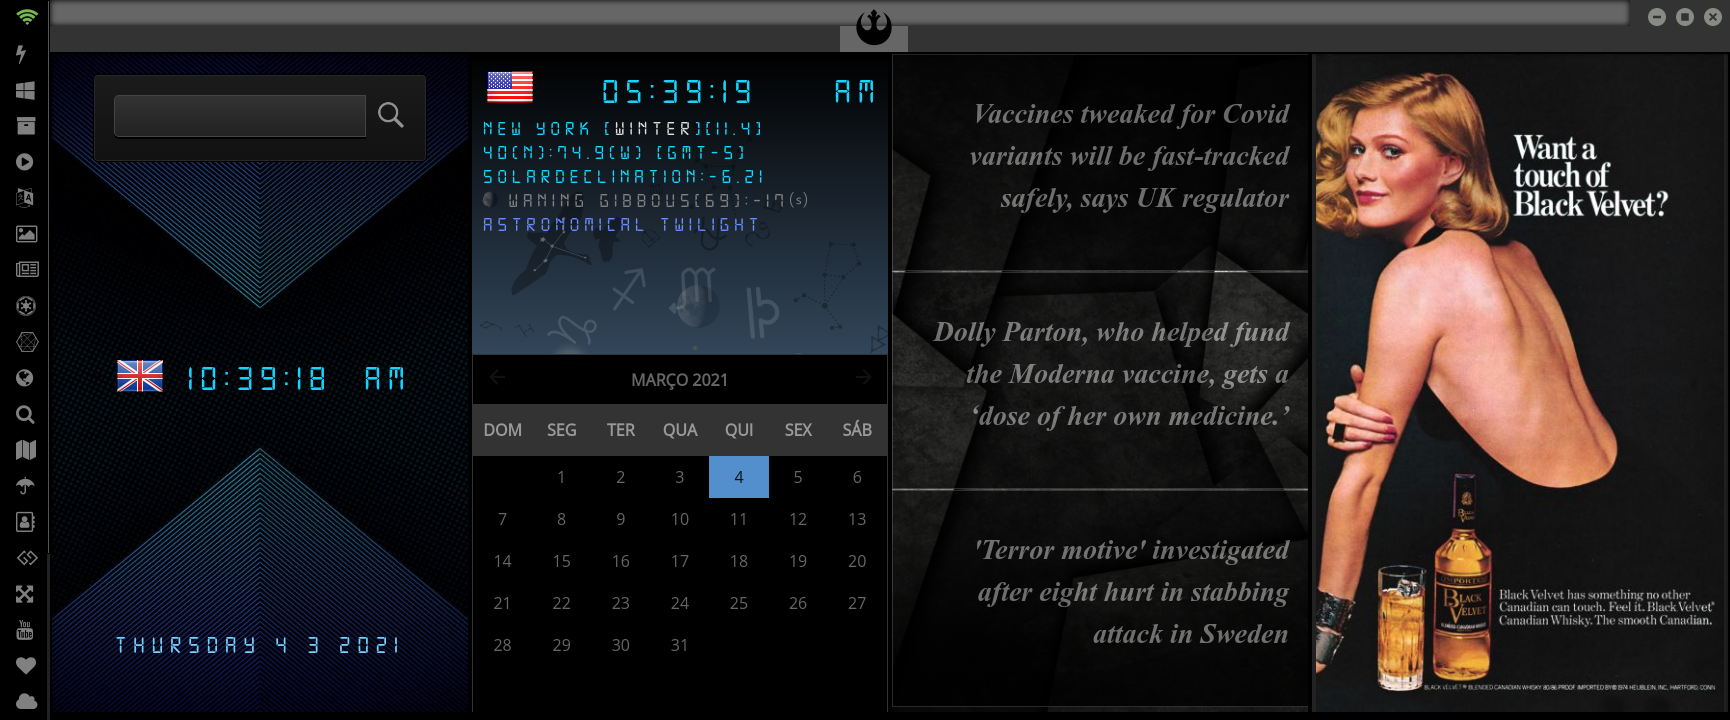 10:39:18 AM
THURSDAY 4 3 2021
05:39:19 AM
NEW YORK (WINTER)(11.4)
40(N):74.9(W) (GMT-5)
SOLARDECLINATION:-6.21
WANING GIBBOUS(69):-17(s)
ASTRONOMICAL TWILIGHT
MARÇO 2021
DOM SEG TER QUA QUI SEX SÁB
1 2 3 4 5 6
7 8 9 10 11 12 13
14 15 16 17 18 19 20
21 22 23 24 25 26 27
28 29 30 31
Vaccines tweaked for Covid
variants will be fast-tracked
safely, says UK regulator
Dolly Parton, who helped fund
the Moderna vaccine, gets a
‘dose of her own medicine.’
'Terror motive' investigated
after eight hurt in stabbing
attack in Sweden
Want a
touch of
Black Velvet?
BLACK VELVET
IMPORTED
BLACK VELVET
Black Velvet has something no other
Canadian can touch. Feel it. Black Velvet®
Canadian Whisky. The smooth Canadian.
BLACK VELVET® BLENDED CANADIAN WHISKY. 80/86 PROOF. IMPORTED BY © 1974 HEUBLEIN, INC., HARTFORD, CONN.
You
Tube